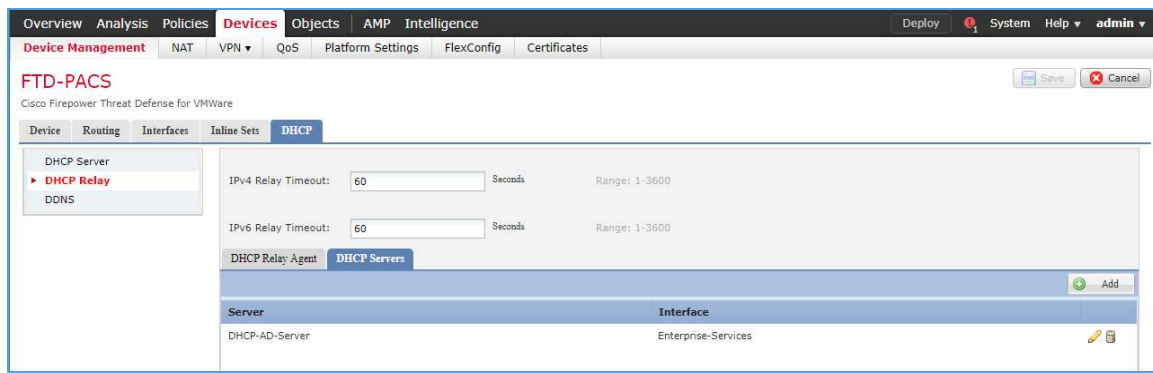 Overview Analysis Policies Devices Objects AMP Intelligence Deploy 1 System Help admin
Device Management NAT VPN QoS Platform Settings FlexConfig Certificates
FTD-PACS
Save Cancel
Cisco Firepower Threat Defense for VMWare
Device Routing Interfaces Inline Sets DHCP
DHCP Server
DHCP Relay
DDNS
IPv4 Relay Timeout: 60 Seconds Range: 1-3600
IPv6 Relay Timeout: 60 Seconds Range: 1-3600
DHCP Relay Agent DHCP Servers
Add
Server Interface
DHCP-AD-Server Enterprise-Services